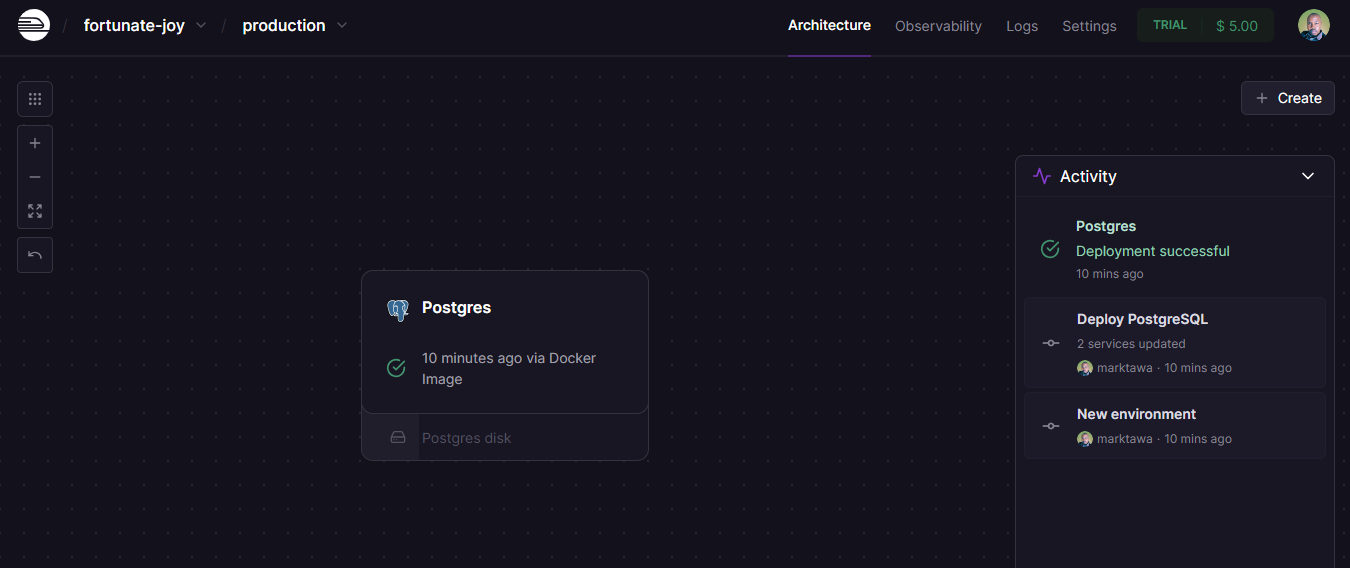 / fortunate-joy / production
Architecture Observability Logs Settings TRIAL $ 5.00
+ Create
Activity
Postgres
Deployment successful
10 mins ago
Deploy PostgreSQL
2 services updated
marktawa · 10 mins ago
New environment
marktawa · 10 mins ago
Postgres
10 minutes ago via Docker
Image
Postgres disk